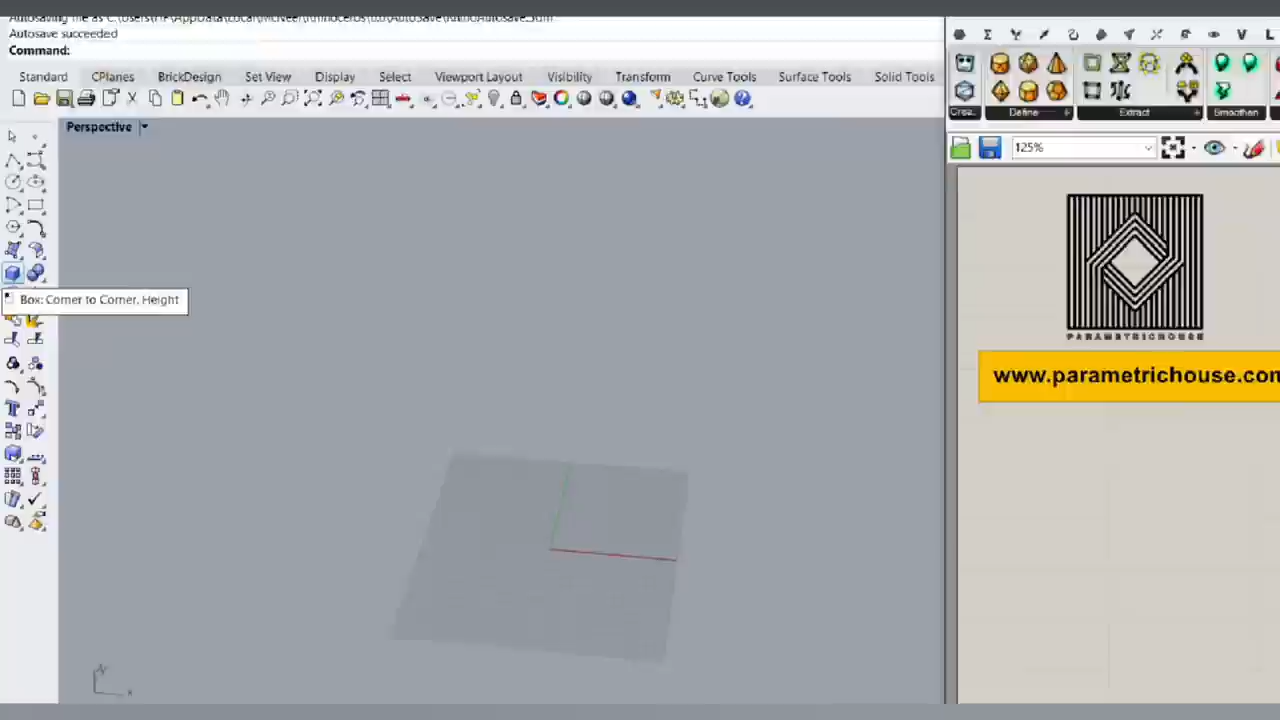 Autosave succeeded
Command:
Standard CPlanes BrickDesign Set View Display Select Viewport Layout Visibility Transform Curve Tools Surface Tools Solid Tools
Perspective
Box: Corner to Corner, Height
Define Extract Smoothen
125%
PARAMETRICHOUSE
www.parametrichouse.com
x